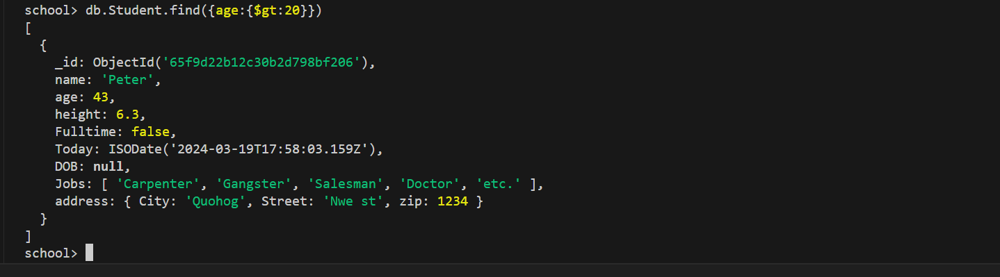 school> db.Student.find({age:{$gt:20}})
[
  {
    _id: ObjectId('65f9d22b12c30b2d798bf206'),
    name: 'Peter',
    age: 43,
    height: 6.3,
    Fulltime: false,
    Today: ISODate('2024-03-19T17:58:03.159Z'),
    DOB: null,
    Jobs: [ 'Carpenter', 'Gangster', 'Salesman', 'Doctor', 'etc.' ],
    address: { City: 'Quohog', Street: 'Nwe st', zip: 1234 }
  }
]
school>